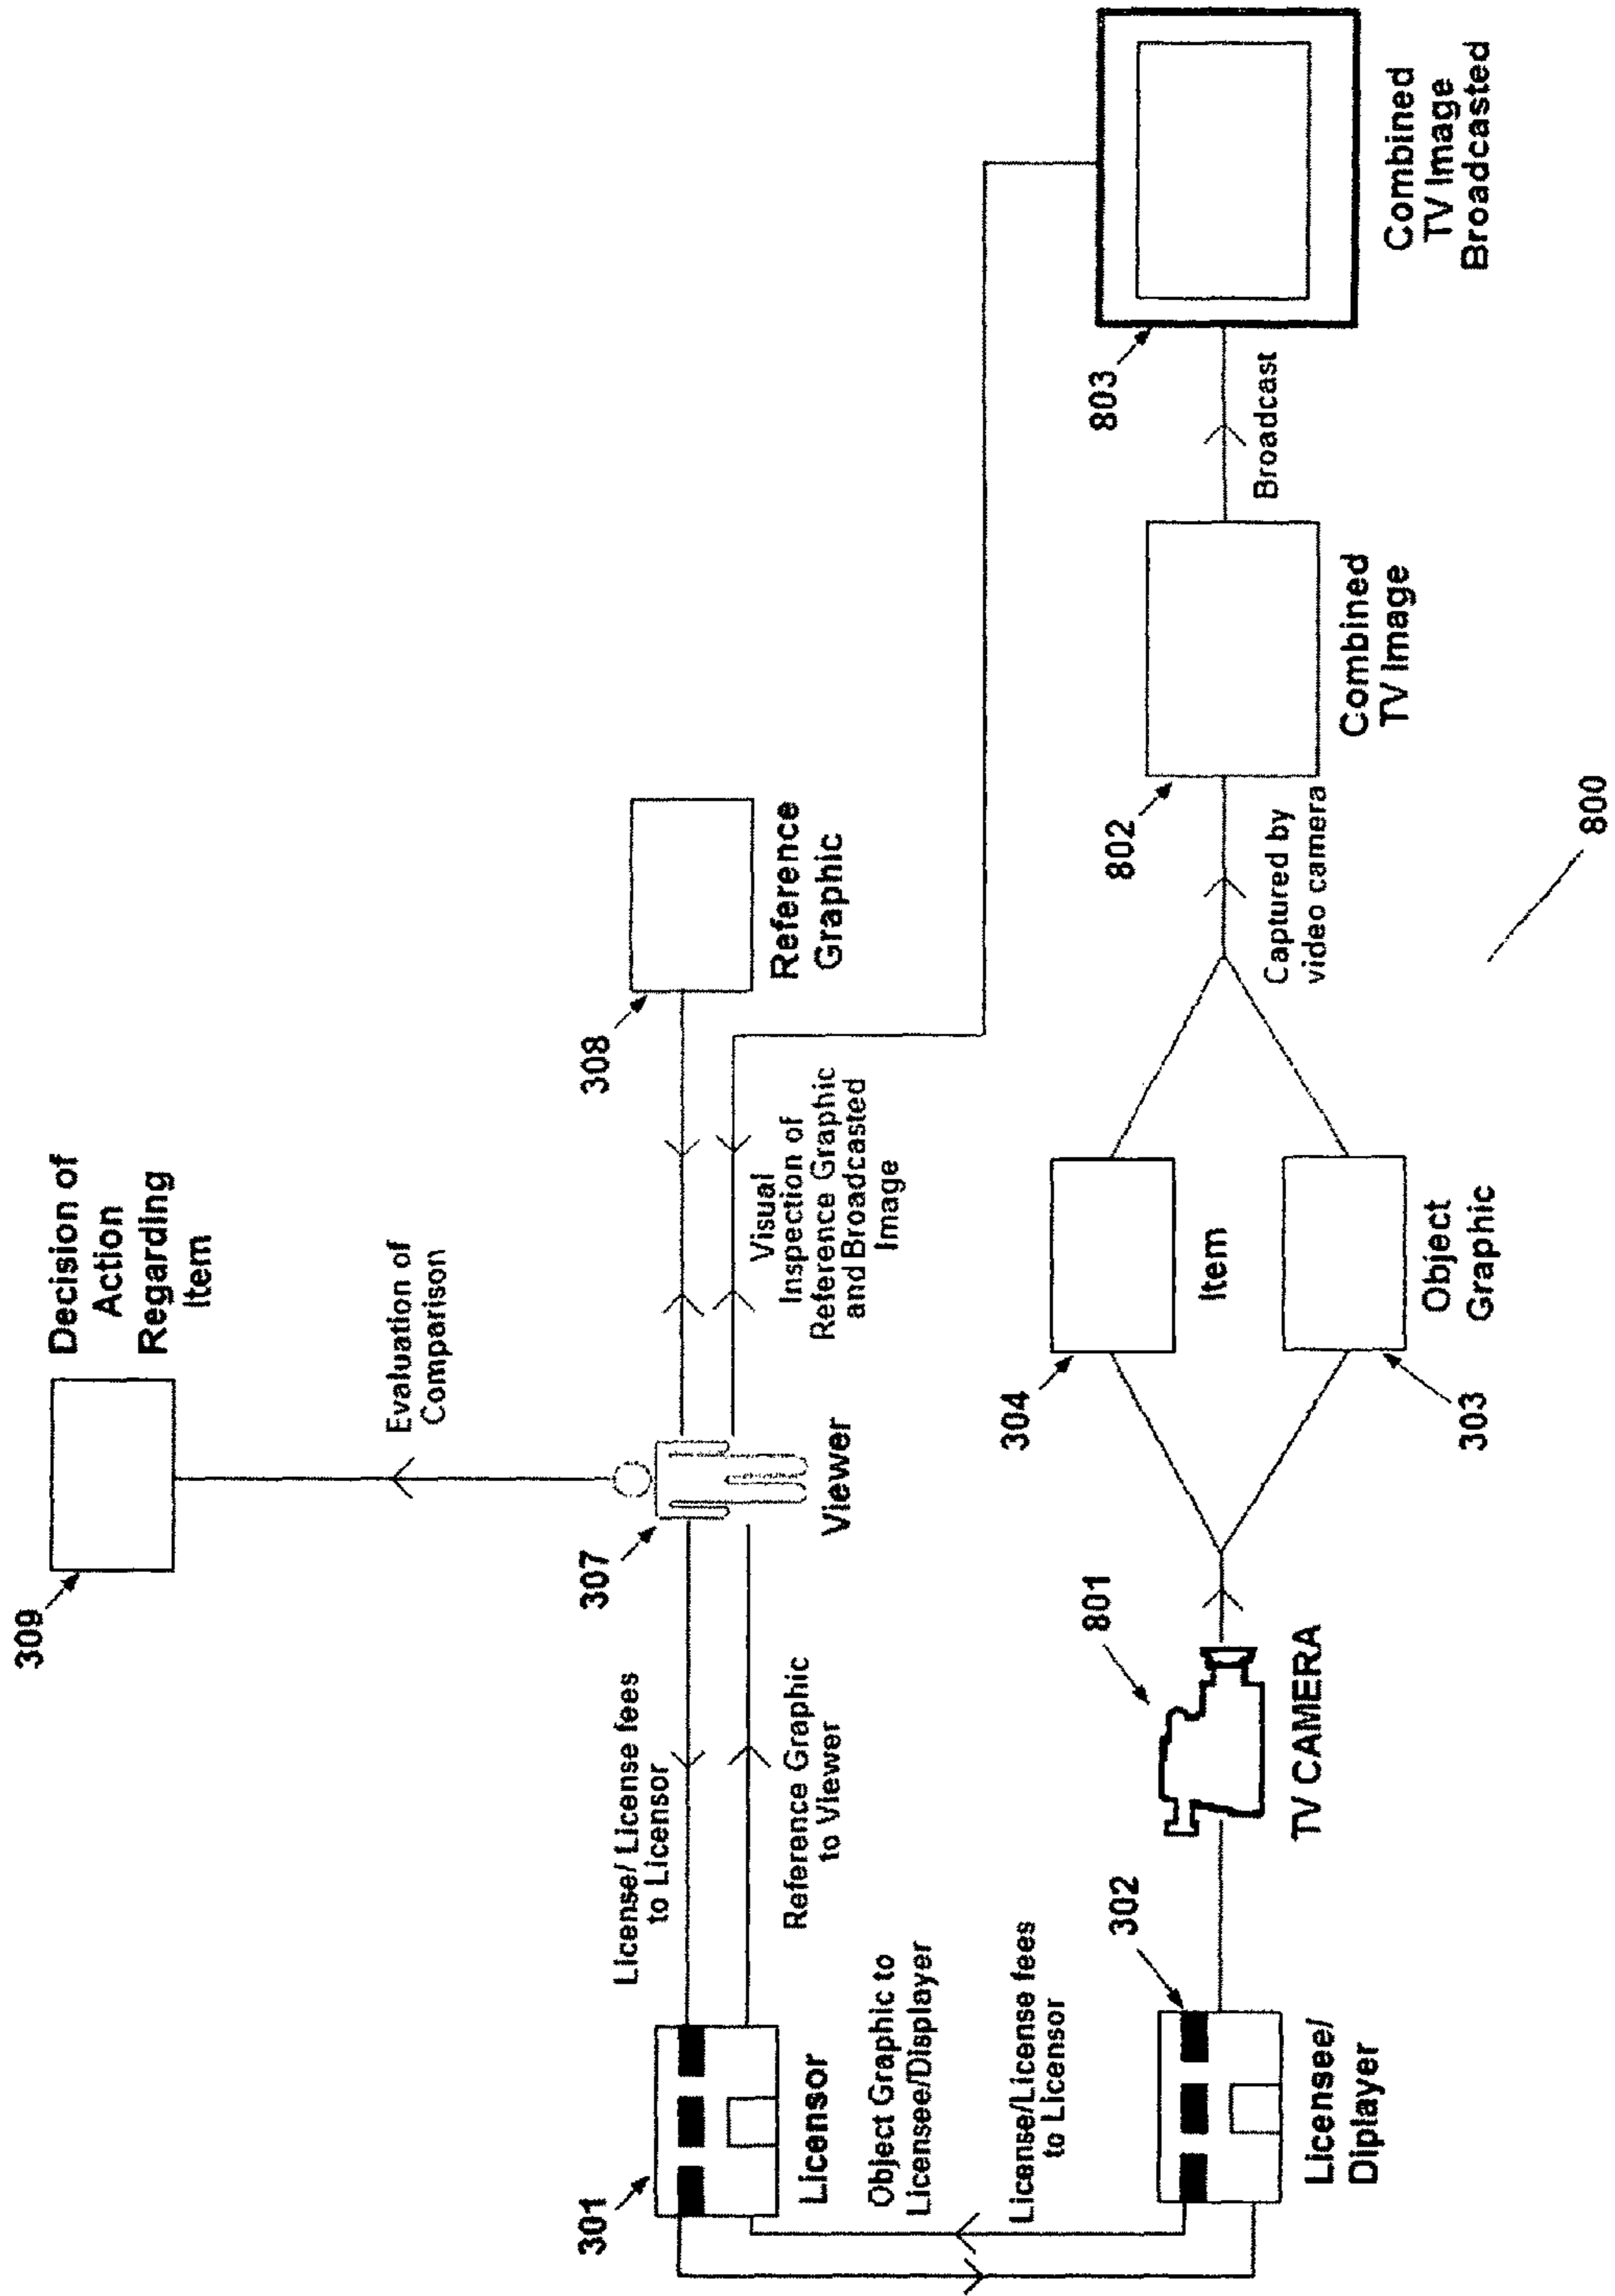 309
Decision of
Action
Regarding
Item
Evaluation of
Comparison
301
Licensor
License/ License fees
to Licensor
Reference Graphic
to Viewer
307
Viewer
Visual
Inspection of
Reference Graphic
and Broadcasted
Image
308
Reference
Graphic
Object Graphic to
Licensee/Displayer
License/License fees
to Licensor
302
Licensee/
Diplayer
801
TV CAMERA
304
Item
303
Object
Graphic
Captured by
video camera
802
Combined
TV Image
Broadcast
803
Combined
TV Image
Broadcasted
800